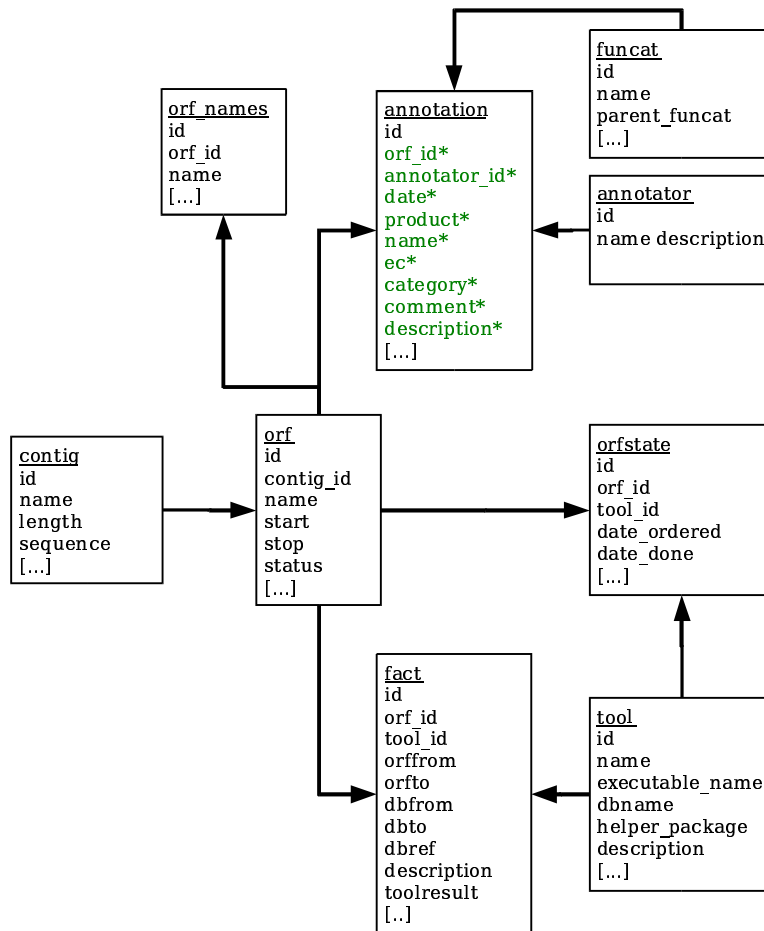 funcat
id
name
parent_funcat
[...]
orf_names
id
orf_id
name
[...]
annotation
id
orf_id*
annotator_id*
date*
product*
name*
ec*
category*
comment*
description*
[...]
annotator
id
name description
contig
id
name
length
sequence
[...]
orf
id
contig_id
name
start
stop
status
[...]
orfstate
id
orf_id
tool_id
date_ordered
date_done
[...]
fact
id
orf_id
tool_id
orffrom
orfto
dbfrom
dbto
dbref
description
toolresult
[..]
tool
id
name
executable_name
dbname
helper_package
description
[...]